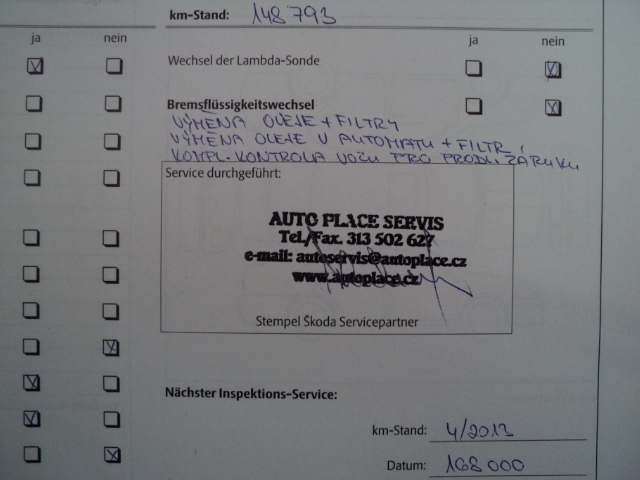 km-Stand: 148 793
ja nein
ja nein
Wechsel der Lambda-Sonde
Bremsflüssigkeitswechsel
VÝMĚNA OLEJE + FILTRY
VÝMĚNA OLEJE V AUTOMATU + FILTR,
KOMPL. KONTROLA VOZU PRO PRODL. ZÁRUKU
Service durchgeführt:
AUTO PLACE SERVIS
Tel./Fax. 313 502 627
e-mail: autoservis@autoplace.cz
www.autoplace.cz
Stempel Škoda Servicepartner
Nächster Inspektions-Service:
km-Stand: 4/2013
Datum: 168 000